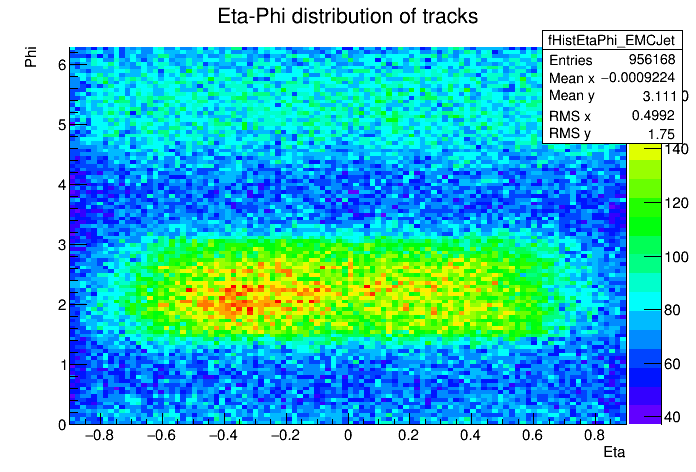 Eta-Phi distribution of tracks
fHistEtaPhi_EMCJet
Entries 956168
Mean x −0.0009224
Mean y 3.111
RMS x 0.4992
RMS y 1.75
Phi
6
5
4
3
2
1
0
−0.8 −0.6 −0.4 −0.2 0 0.2 0.4 0.6 0.8
Eta
140
120
100
80
60
40